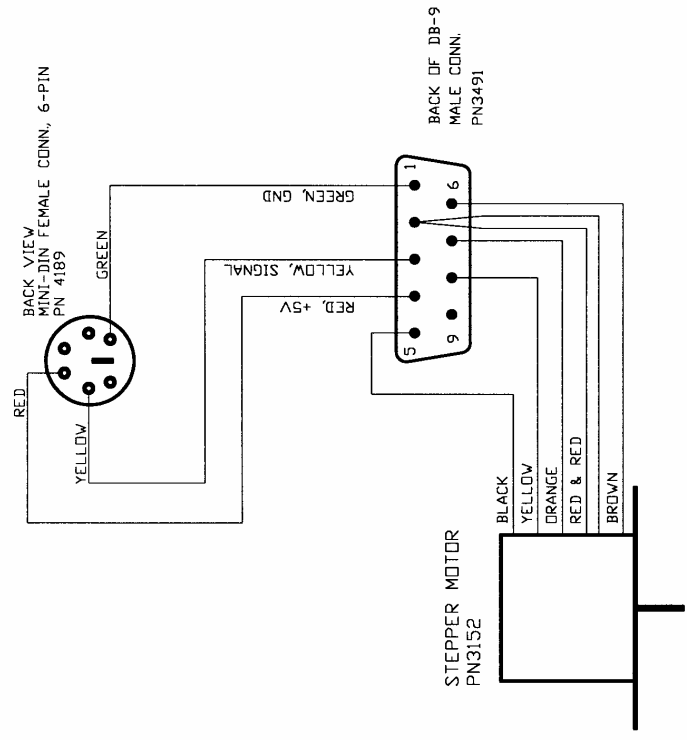 BACK VIEW
MINI-DIN FEMALE CONN., 6-PIN
PN 4189
RED
YELLOW
GREEN
GREEN, GND
YELLOW, SIGNAL
RED, +5V
BACK OF DB-9
MALE CONN.
PN3491
1
6
5
9
BLACK
YELLOW
ORANGE
RED & RED
BROWN
STEPPER MOTOR
PN3152